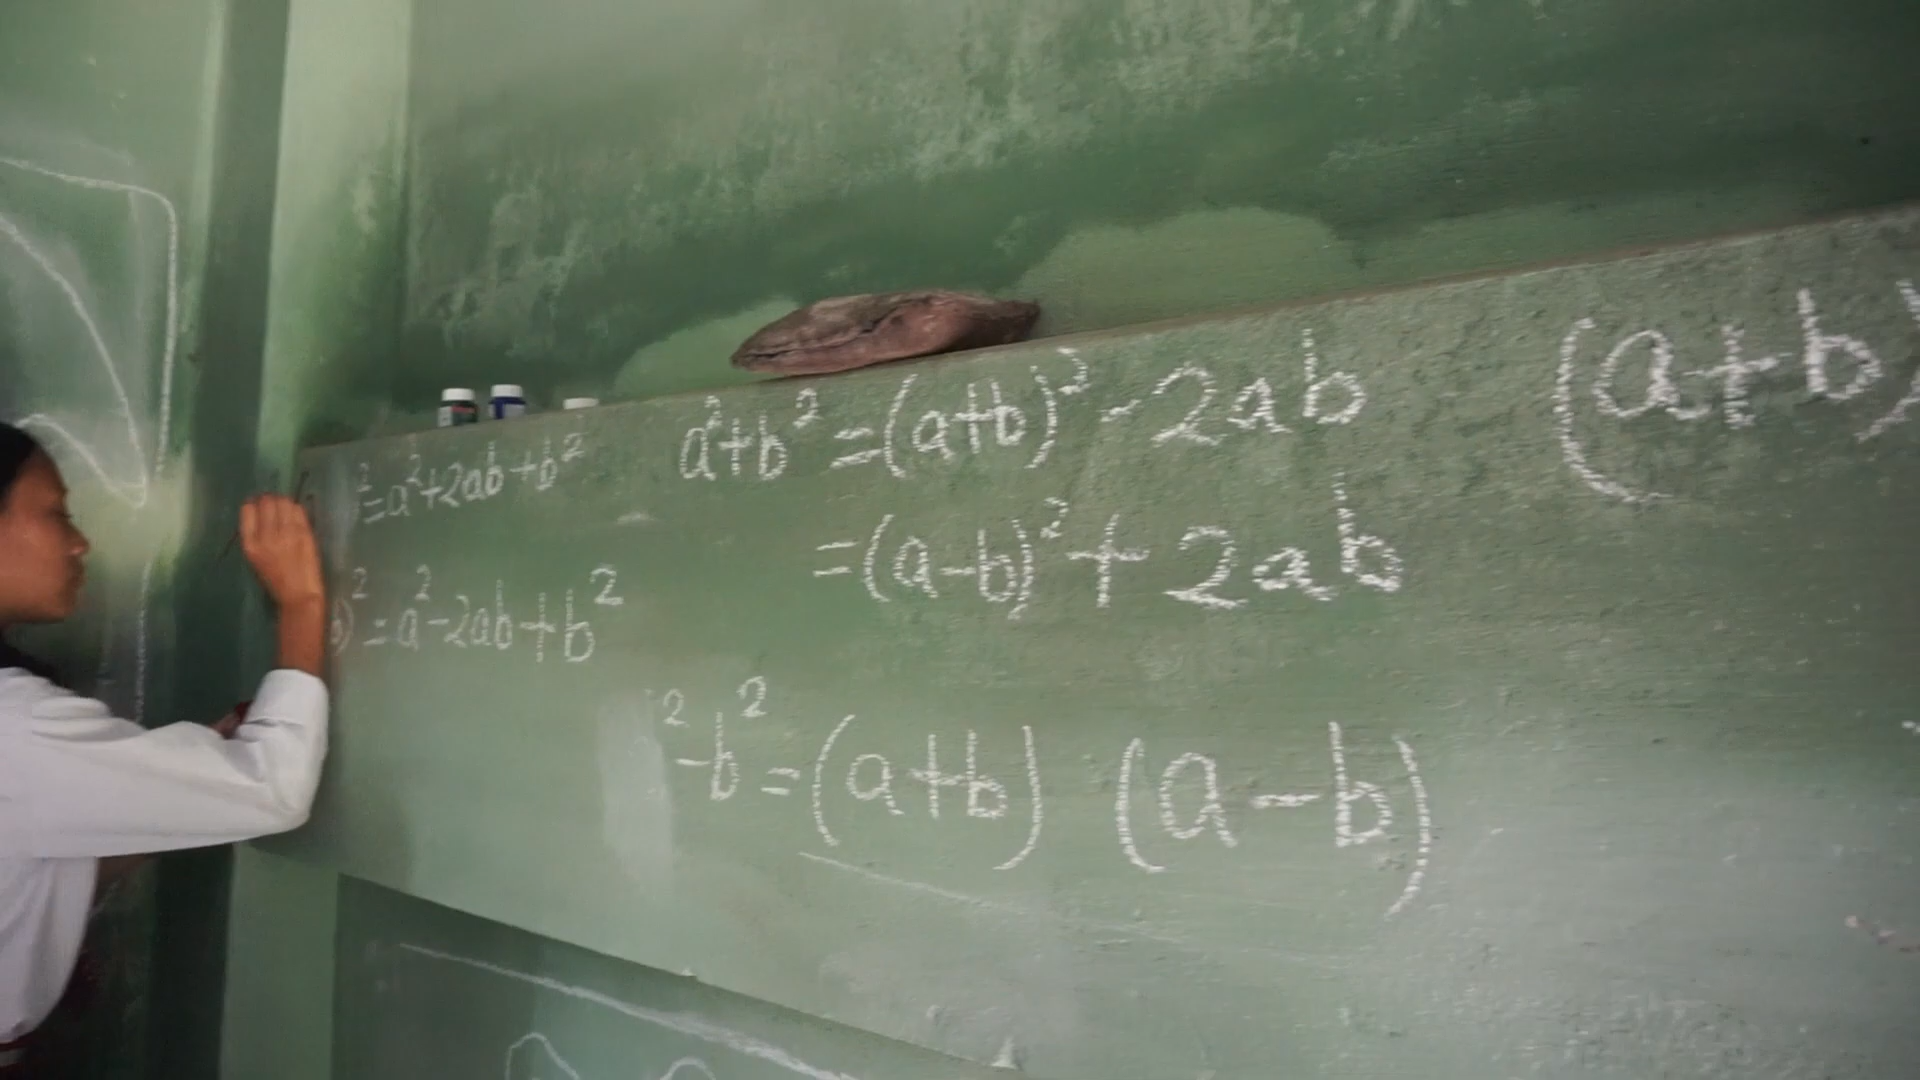 ²=a²+2ab+b²
b)²=a²-2ab+b²
a²+b²=(a+b)²-2ab
=(a-b)²+2ab
²-b²=(a+b) (a-b)
(a+b)